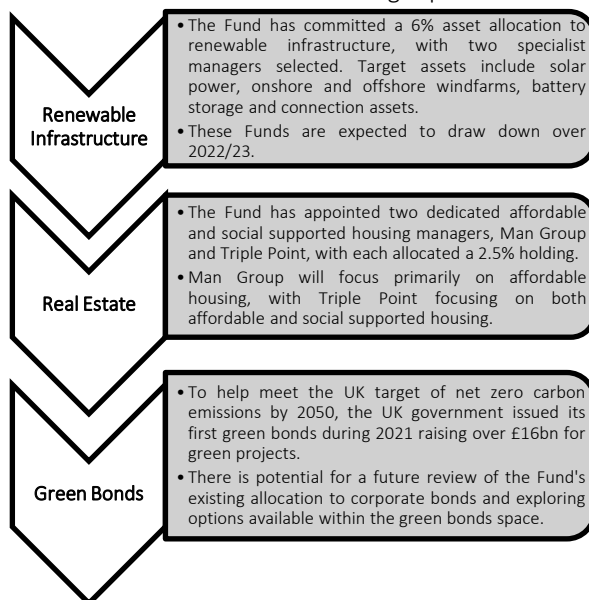 • The Fund has committed a 6% asset allocation to
renewable infrastructure, with two specialist
managers selected. Target assets include solar
power, onshore and offshore windfarms, battery
storage and connection assets.
• These Funds are expected to draw down over
2022/23.
Renewable
Infrastructure
• The Fund has appointed two dedicated affordable
and social supported housing managers, Man Group
and Triple Point, with each allocated a 2.5% holding.
• Man Group will focus primarily on affordable
housing, with Triple Point focusing on both
affordable and social supported housing.
Real Estate
• To help meet the UK target of net zero carbon
emissions by 2050, the UK government issued its
first green bonds during 2021 raising over £16bn for
green projects.
• There is potential for a future review of the Fund's
existing allocation to corporate bonds and exploring
options available within the green bonds space.
Green Bonds